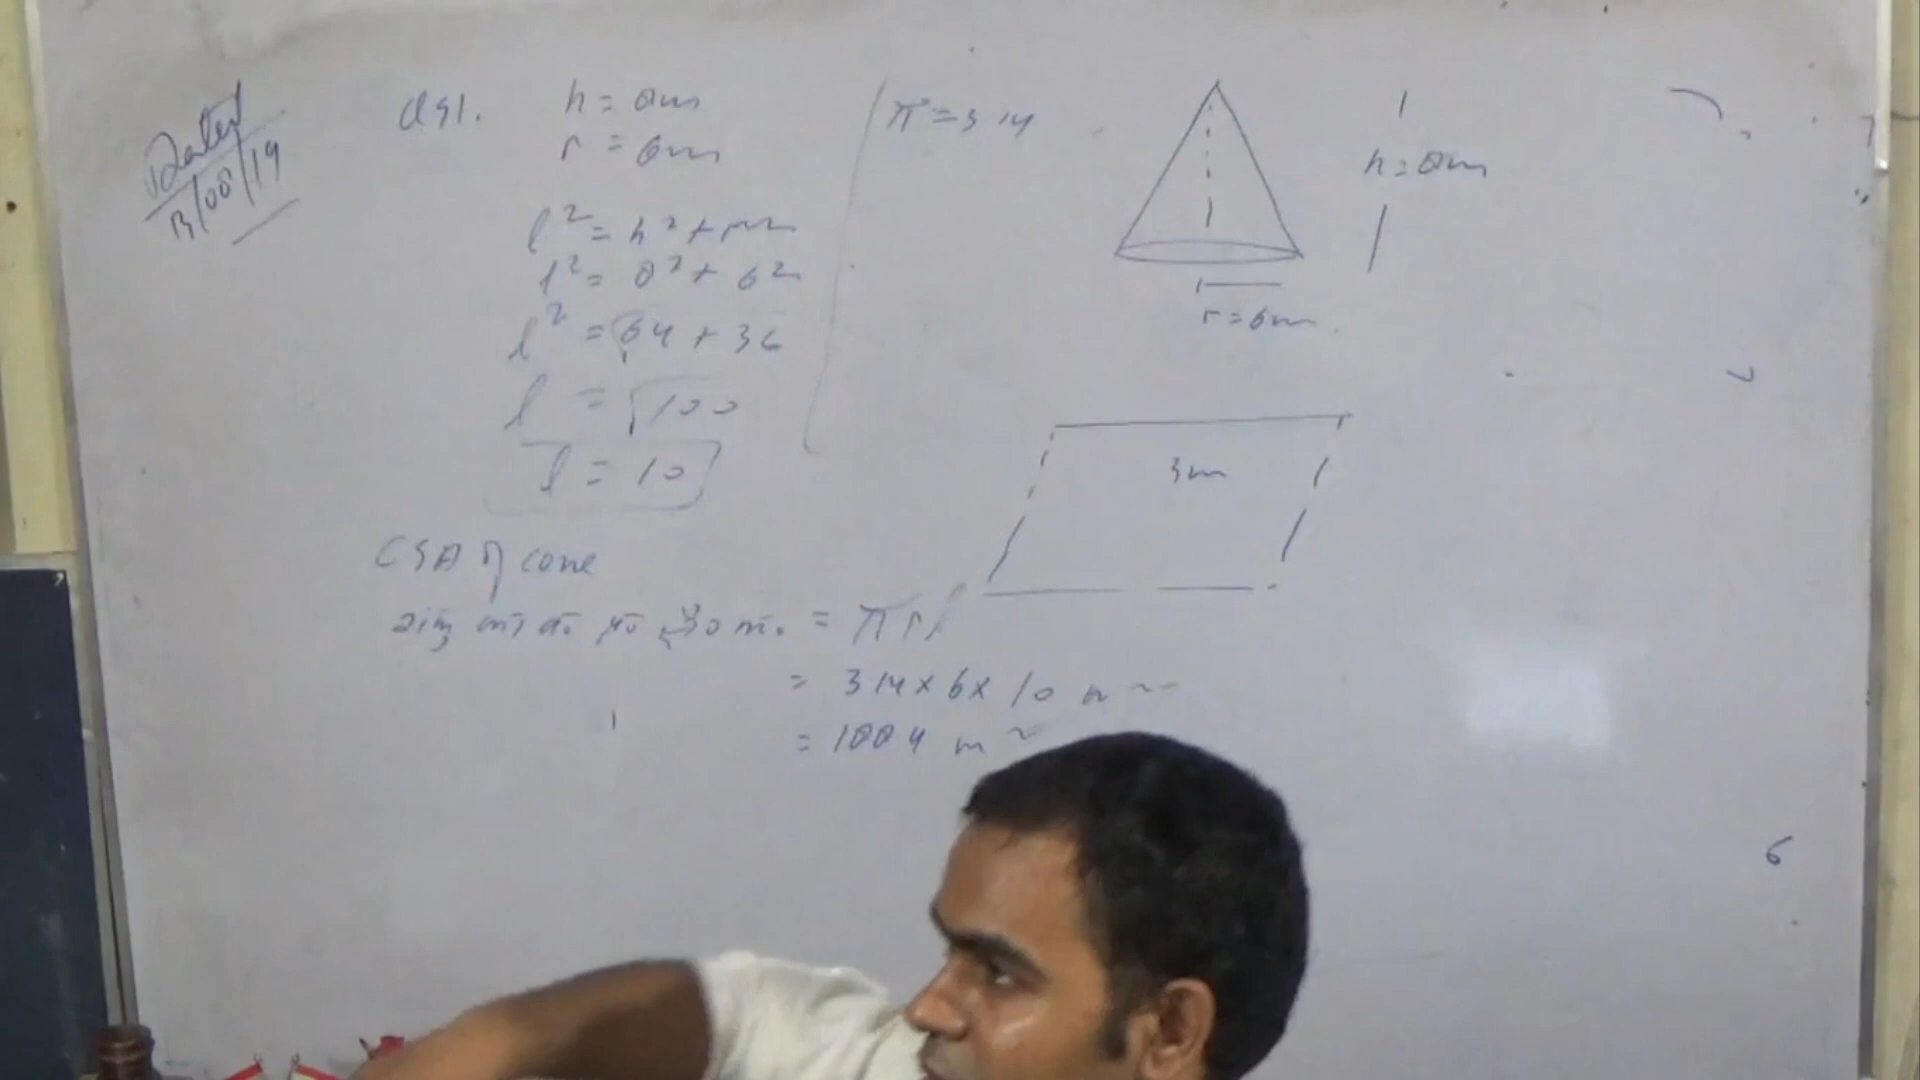 Dated
13/08/19
Q51.
h = 8m
r = 6m
π = 3.14
l² = h² + r²
l² = 8² + 6²
l² = 64 + 36
l = √100
l = 10
h = 8m
r = 6m
3m
CSA of cone
= πrl
= 3.14 × 6 × 10 m²
= 188.4 m²
6